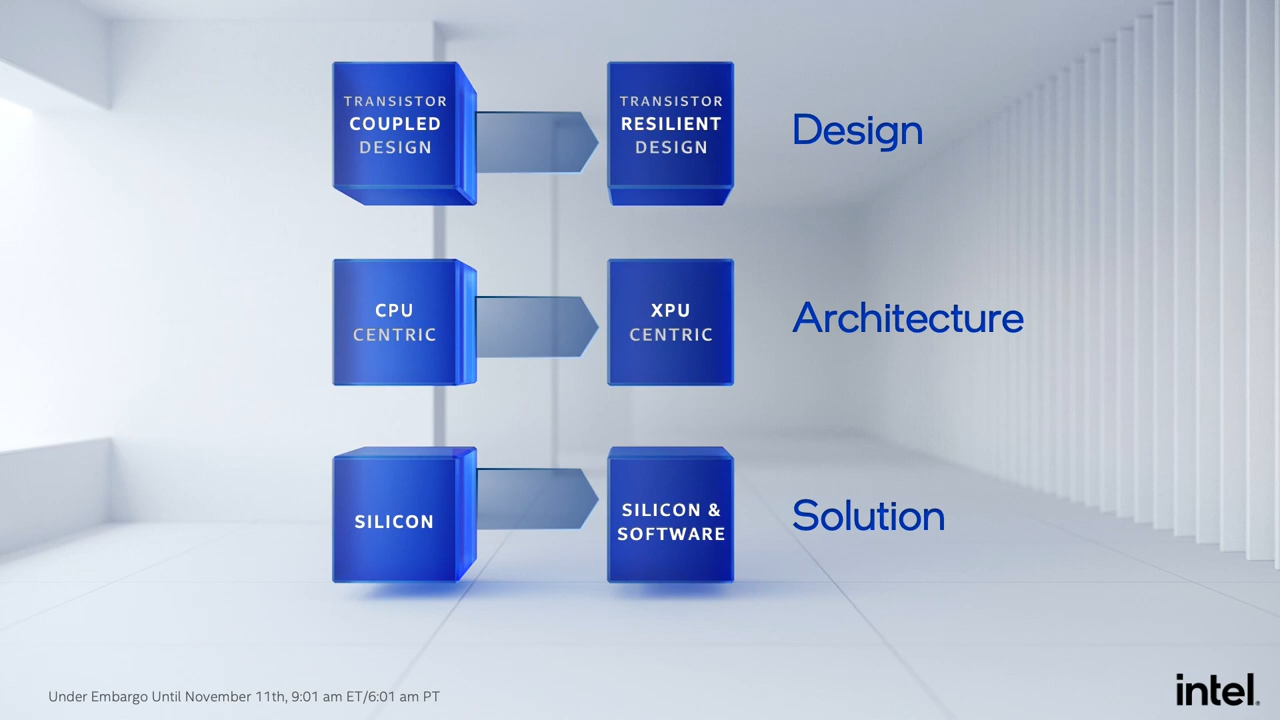 TRANSISTOR
COUPLED
DESIGN
TRANSISTOR
RESILIENT
DESIGN
Design
CPU
CENTRIC
XPU
CENTRIC
Architecture
SILICON
SILICON &
SOFTWARE
Solution
Under Embargo Until November 11th, 9:01 am ET/6:01 am PT
intel.